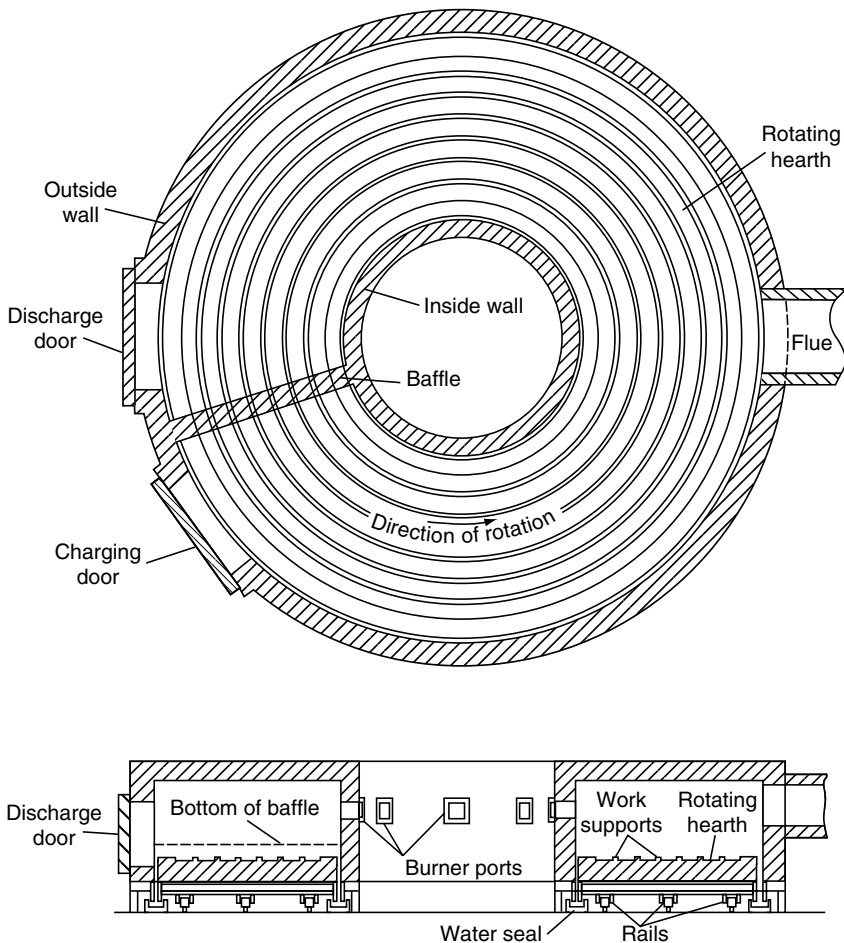 Rotating
hearth
Outside
wall
Inside wall
Discharge
door
Flue
Baffle
Direction of rotation
Charging
door
Discharge
door
Bottom of baffle
Work
supports
Rotating
hearth
Burner ports
Water seal
Rails